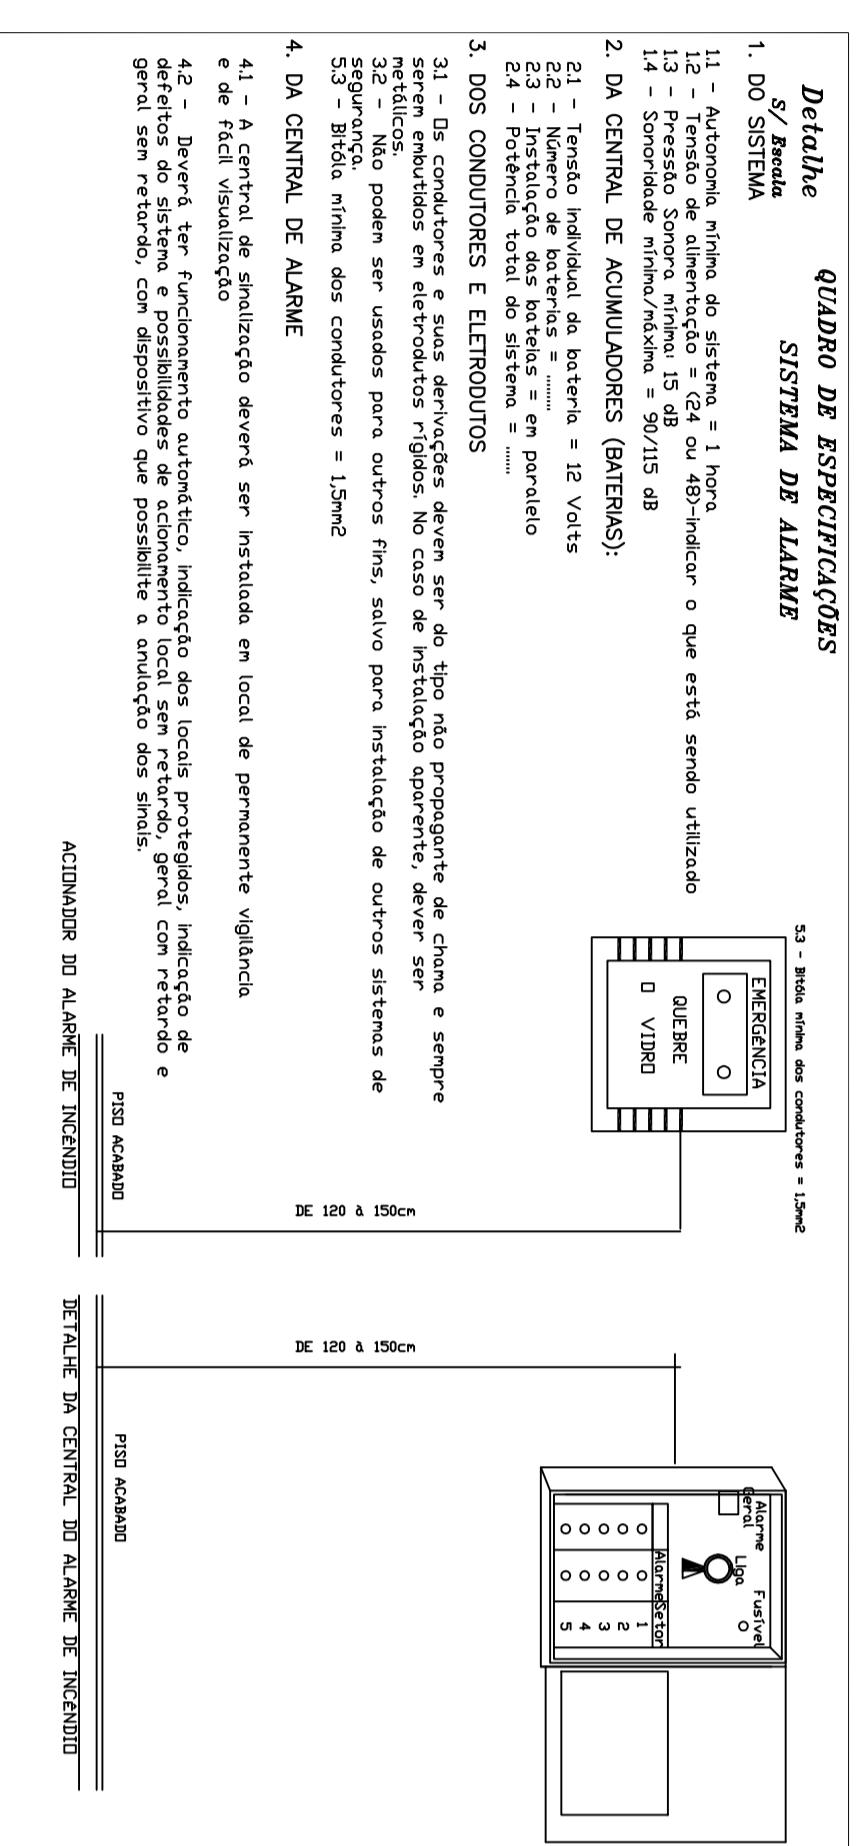 Detalhe
S/ Escala
QUADRO DE ESPECIFICAÇÕES
SISTEMA DE ALARME
1. DO SISTEMA
1.1 - Autonomia mínima do sistema = 1 hora
1.2 - Tensão de alimentação = (24 ou 48)-indicar o que está sendo utilizado
1.3 - Pressão Sonora mínima: 15 dB
1.4 - Sonoridade mínima/máxima = 90/115 dB
2. DA CENTRAL DE ACUMULADORES (BATERIAS):
2.1 - Tensão individual da bateria = 12 Volts
2.2 - Número de baterias = .........
2.3 - Instalação das bateias = em paralelo
2.4 - Potência total do sistema = .......
3. DOS CONDUTORES E ELETRODUTOS
3.1 - Os condutores e suas derivações devem ser do tipo não propagante de chama e sempre
serem embutidos em eletrodutos rígidos. No caso de instalação aparente, dever ser
metálicos.
3.2 - Não podem ser usados para outros fins, salvo para instalação de outros sistemas de
segurança.
5.3 - Bitóla mínima dos condutores = 1,5mm2
4. DA CENTRAL DE ALARME
4.1 - A central de sinalização deverá ser instalada em local de permanente vigilância
e de fácil visualização
4.2 - Deverá ter funcionamento automático, indicação dos locais protegidos, indicação de
defeitos do sistema e possibilidades de acionamento local sem retardo, geral com retardo e
geral sem retardo, com dispositivo que possibilite a anulação dos sinais.
5.3 - Bitóla mínima dos condutores = 1,5mm2
EMERGÊNCIA
QUEBRE
O VIDRO
DE 120 à 150cm
PISO ACABADO
ACIONADOR DO ALARME DE INCÊNDIO
Alarme
Geral
Liga
Fusível
Alarme
Setor
1
2
3
4
5
DE 120 à 150cm
PISO ACABADO
DETALHE DA CENTRAL DO ALARME DE INCÊNDIO